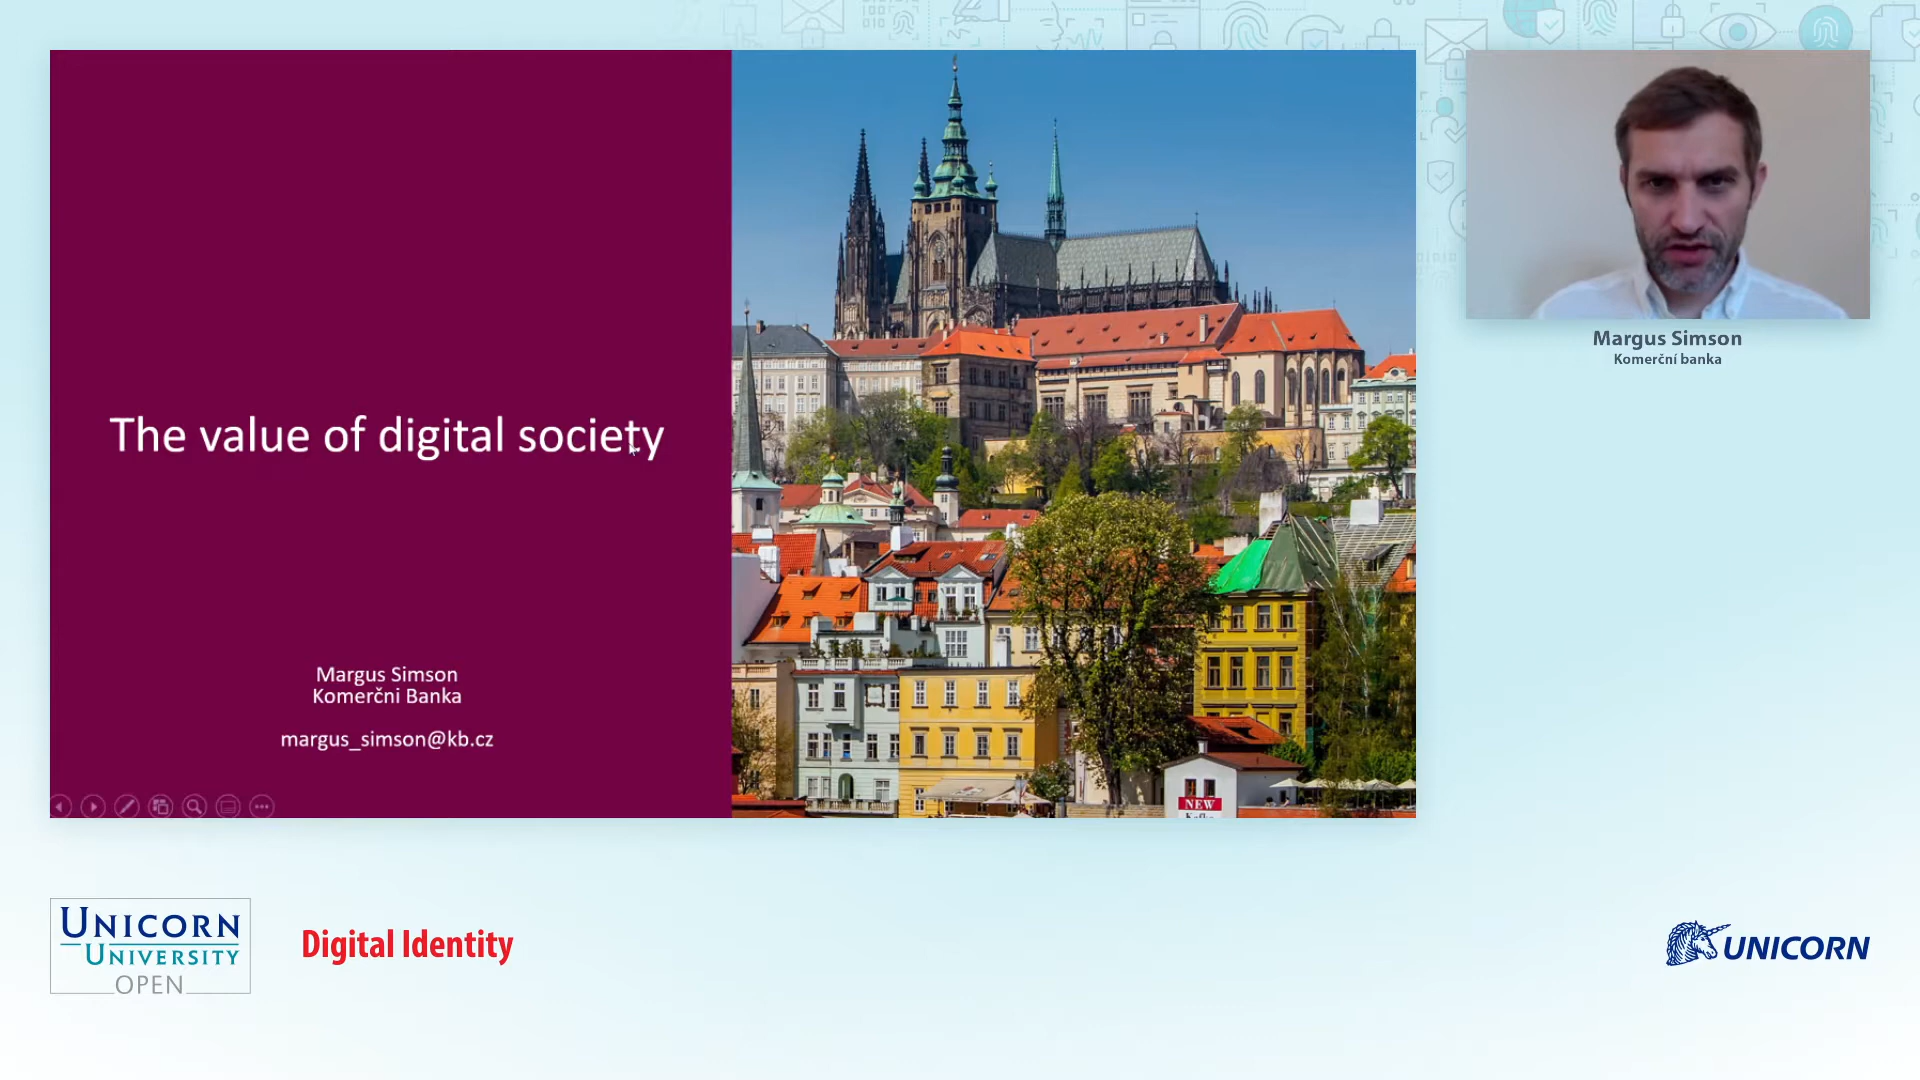 The value of digital society
Margus Simson
Komerčni Banka
margus_simson@kb.cz
NEW
Margus Simson
Komerční banka
UNICORN
UNIVERSITY
OPEN
Digital Identity
UNICORN